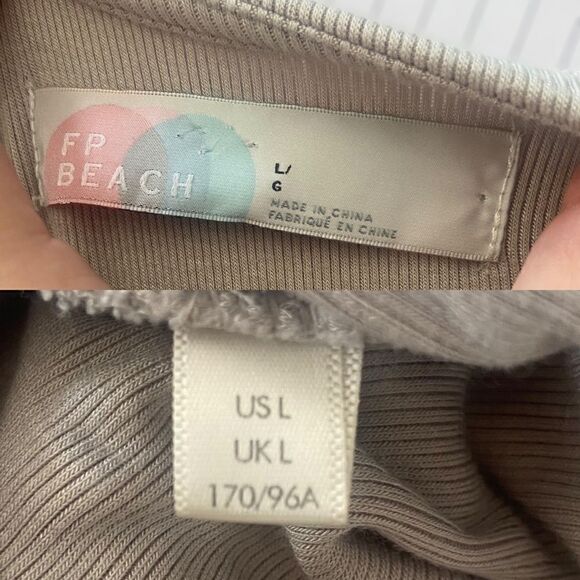 FP
BEACH
L/
G
MADE IN CHINA
FABRIQUÉ EN CHINE
US L
UK L
170/96A